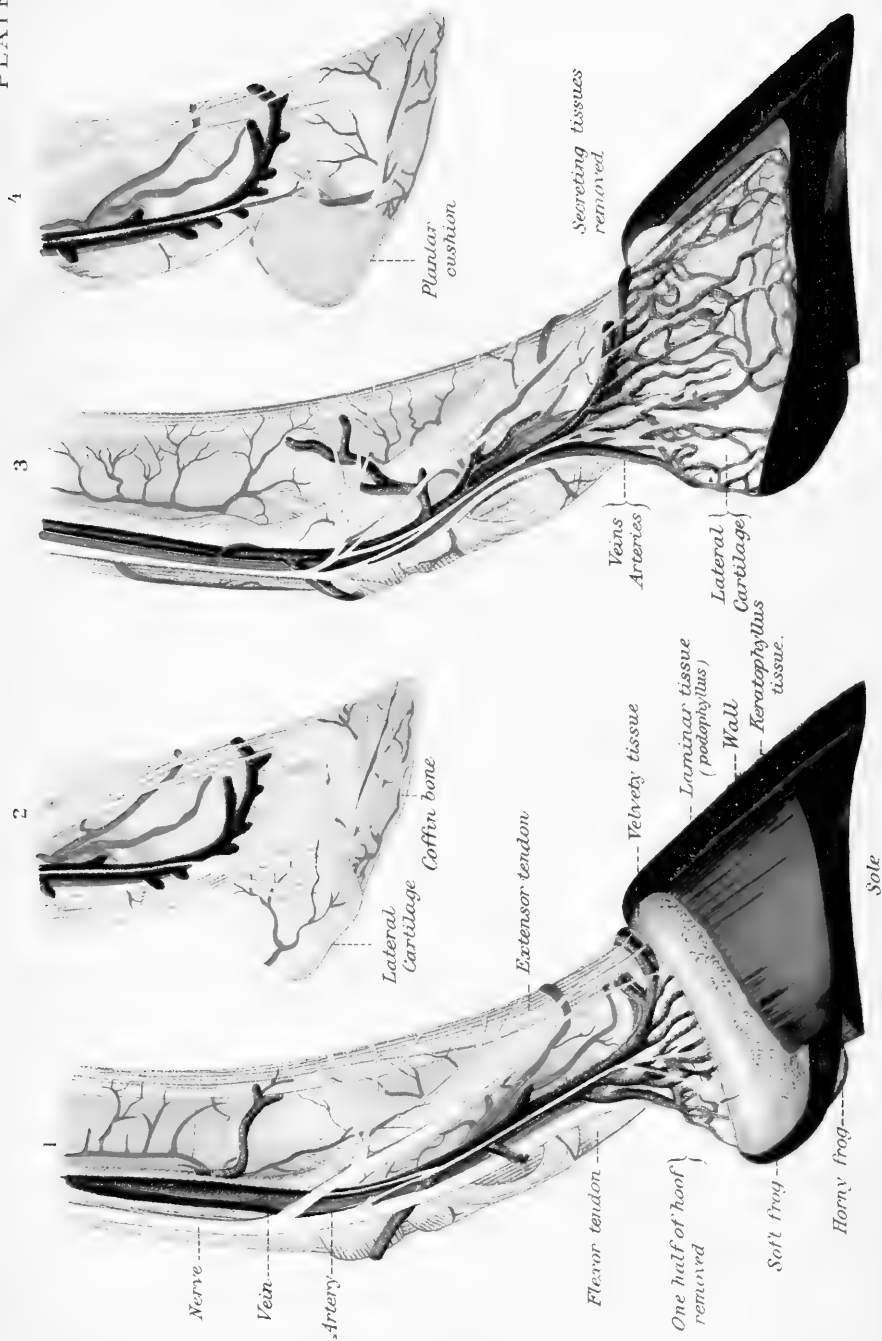 PLATE
1
2
3
4
Nerve
Vein
Artery
Flexor tendon
One half of hoof
removed
Soft frog
Horny frog
Extensor tendon
Velvety tissue
Laminar tissue
(podophyllus)
Wall
Keratophyllus
tissue.
Sole
Lateral
Cartilage
Coffin bone
Veins
Arteries
Lateral
Cartilage
Secreting tissues
removed.
Plantar
cushion